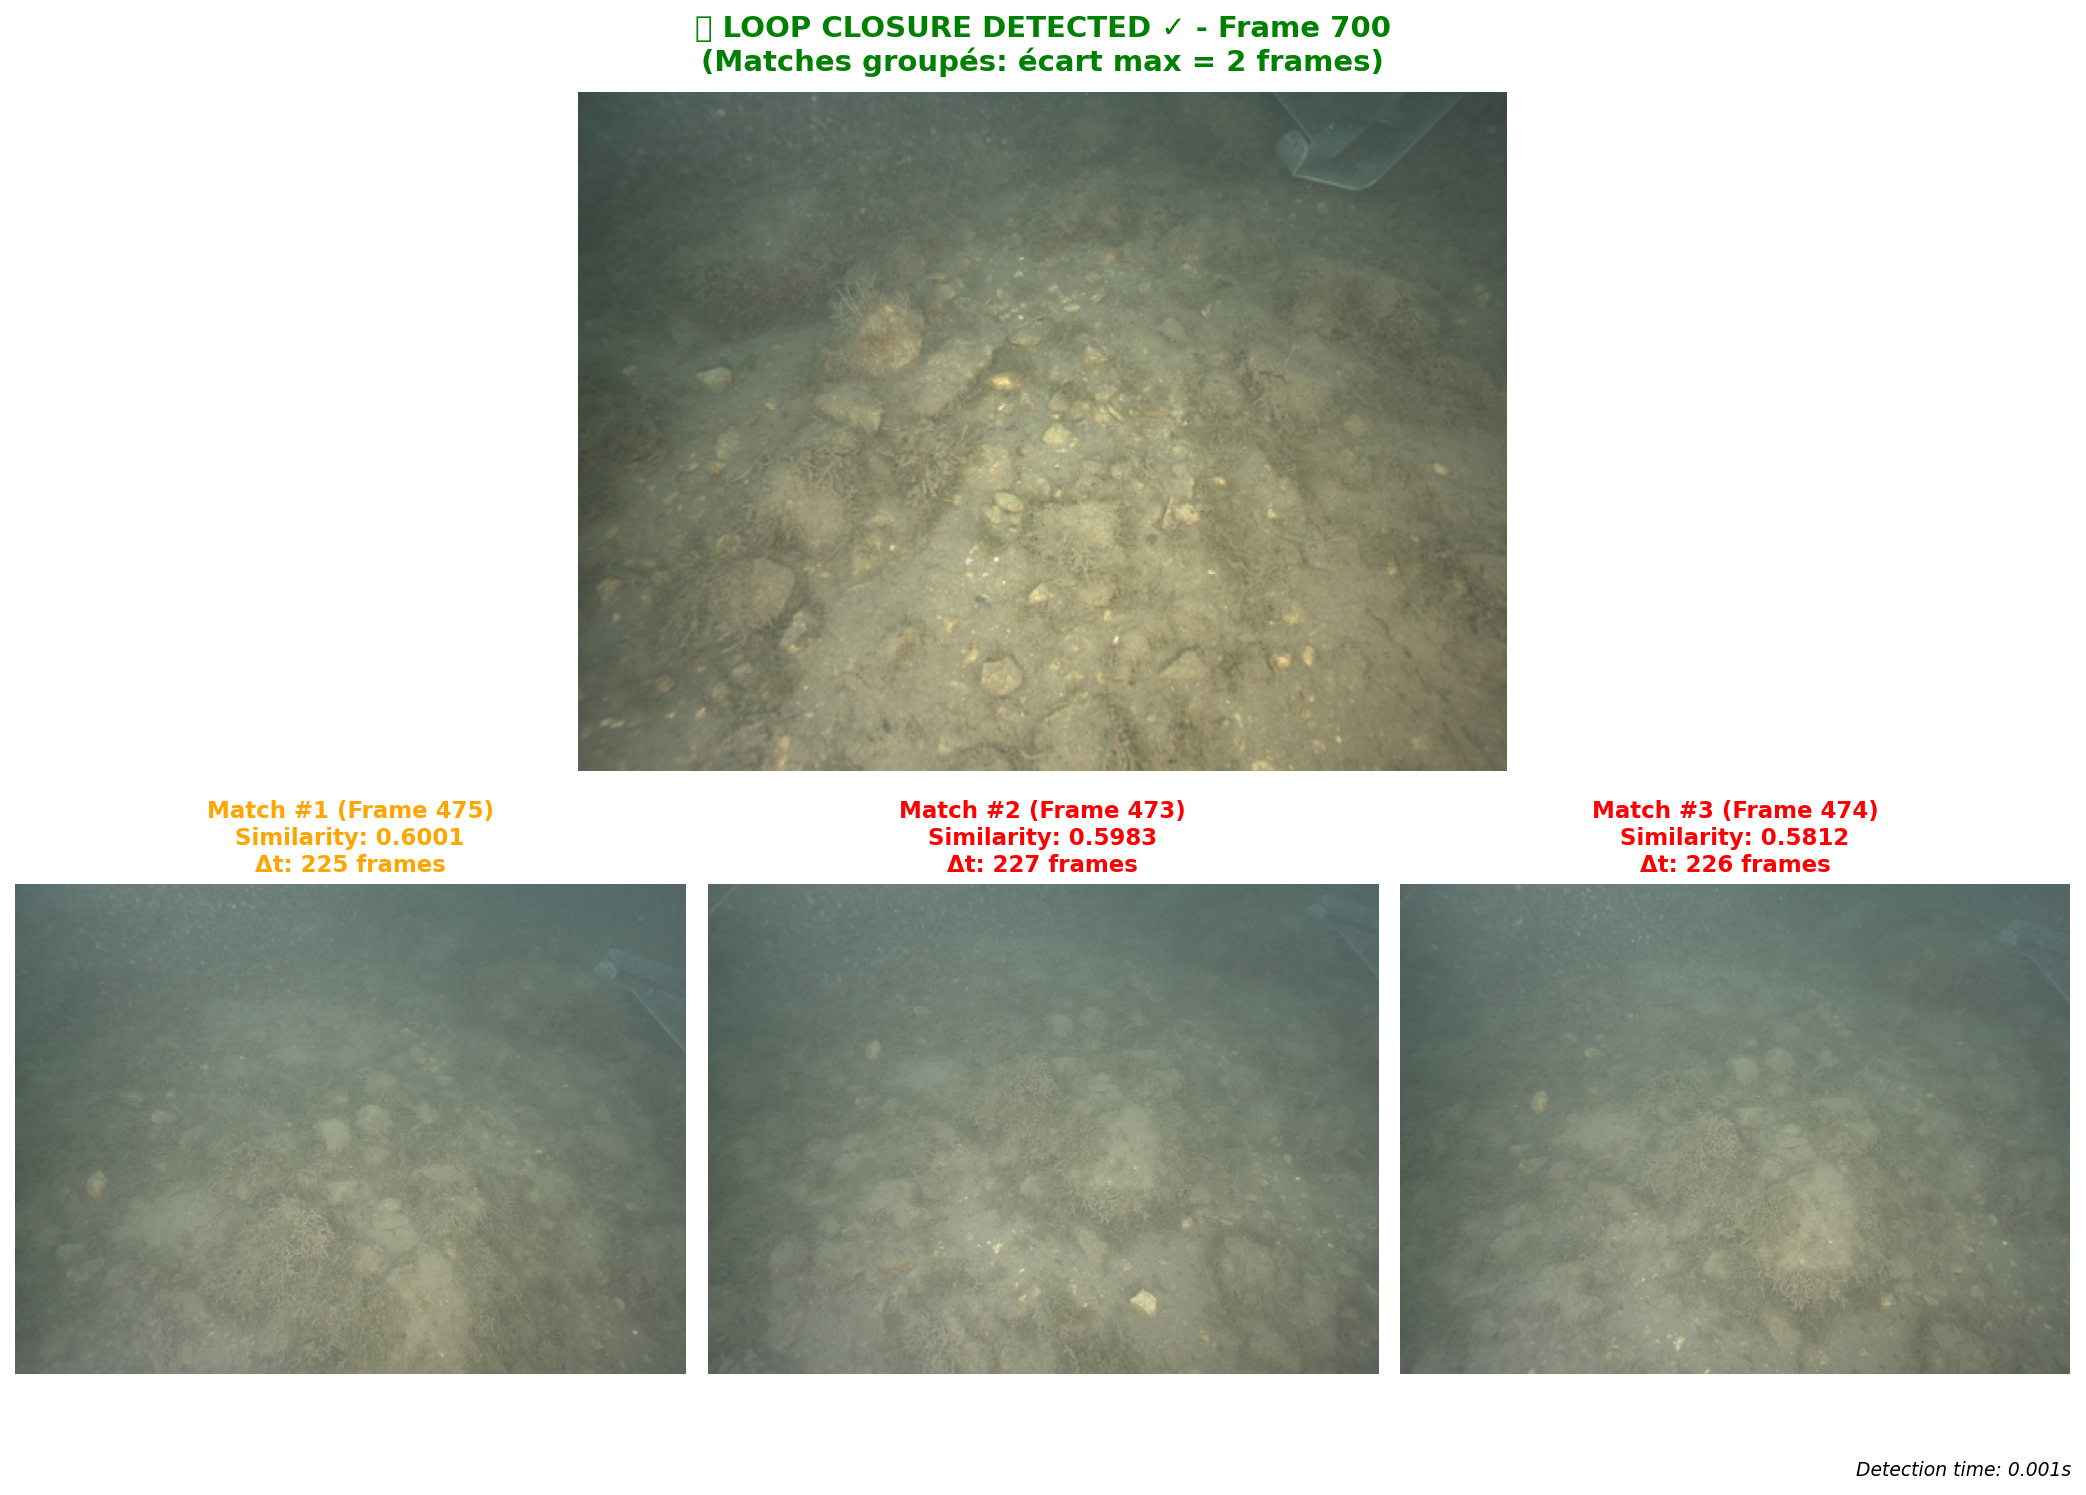 LOOP CLOSURE DETECTED ✓ - Frame 700
(Matches groupés: écart max = 2 frames)
Match #1 (Frame 475)
Similarity: 0.6001
Δt: 225 frames
Match #2 (Frame 473)
Similarity: 0.5983
Δt: 227 frames
Match #3 (Frame 474)
Similarity: 0.5812
Δt: 226 frames
Detection time: 0.001s